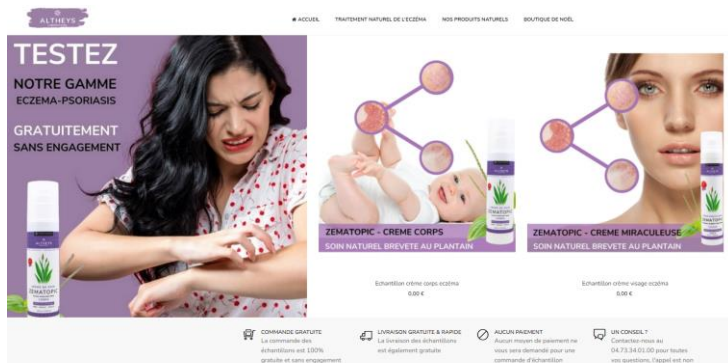 ALTHEYS
ACCUEIL
TRAITEMENT NATUREL DE L'ECZÉMA
NOS PRODUITS NATURELS
BOUTIQUE DE NOËL
TESTEZ
NOTRE GAMME
ECZEMA-PSORIASIS
GRATUITEMENT
SANS ENGAGEMENT
ALTHEYS
ZEMATOPIC
ZEMATOPIC - CREME CORPS
SOIN NATUREL BREVETE AU PLANTAIN
ALTHEYS
ZEMATOPIC
Echantillon crème corps eczéma
0.00 €
ZEMATOPIC - CREME MIRACULEUSE
SOIN NATUREL BREVETE AU PLANTAIN
ALTHEYS
ZEMATOPIC
Echantillon crème visage eczéma
0.00 €
COMMANDE GRATUITE
La commande des
échantillons est 100%
gratuite et sans engagement
LIVRAISON GRATUITE & RAPIDE
La livraison des échantillons
est également gratuite
AUCUN PAIEMENT
Aucun moyen de paiement ne
vous sera demandé pour une
commande d'échantillon
UN CONSEIL ?
Contactez-nous au
04.73.34.01.00 pour toutes
vos questions, l'appel est non